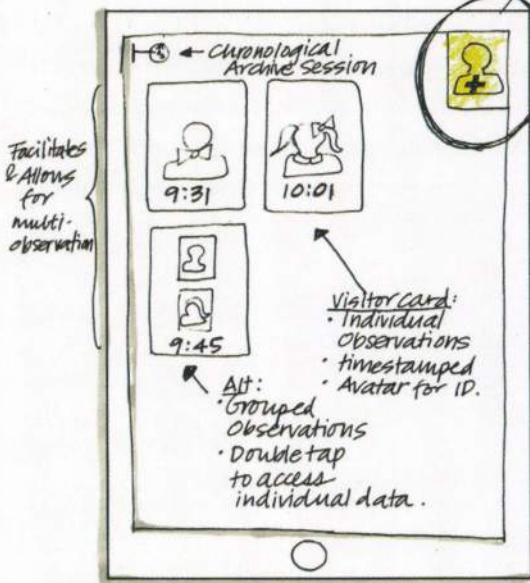 ← Chronological
Archive Session
Facilitates
& Allows
for
multi-
observation
9:31
10:01
9:45
Visitor card:
• Individual
Observations
• timestamped
• Avatar for ID.
Alt:
• Grouped
Observations
• Double tap
to access
individual data.